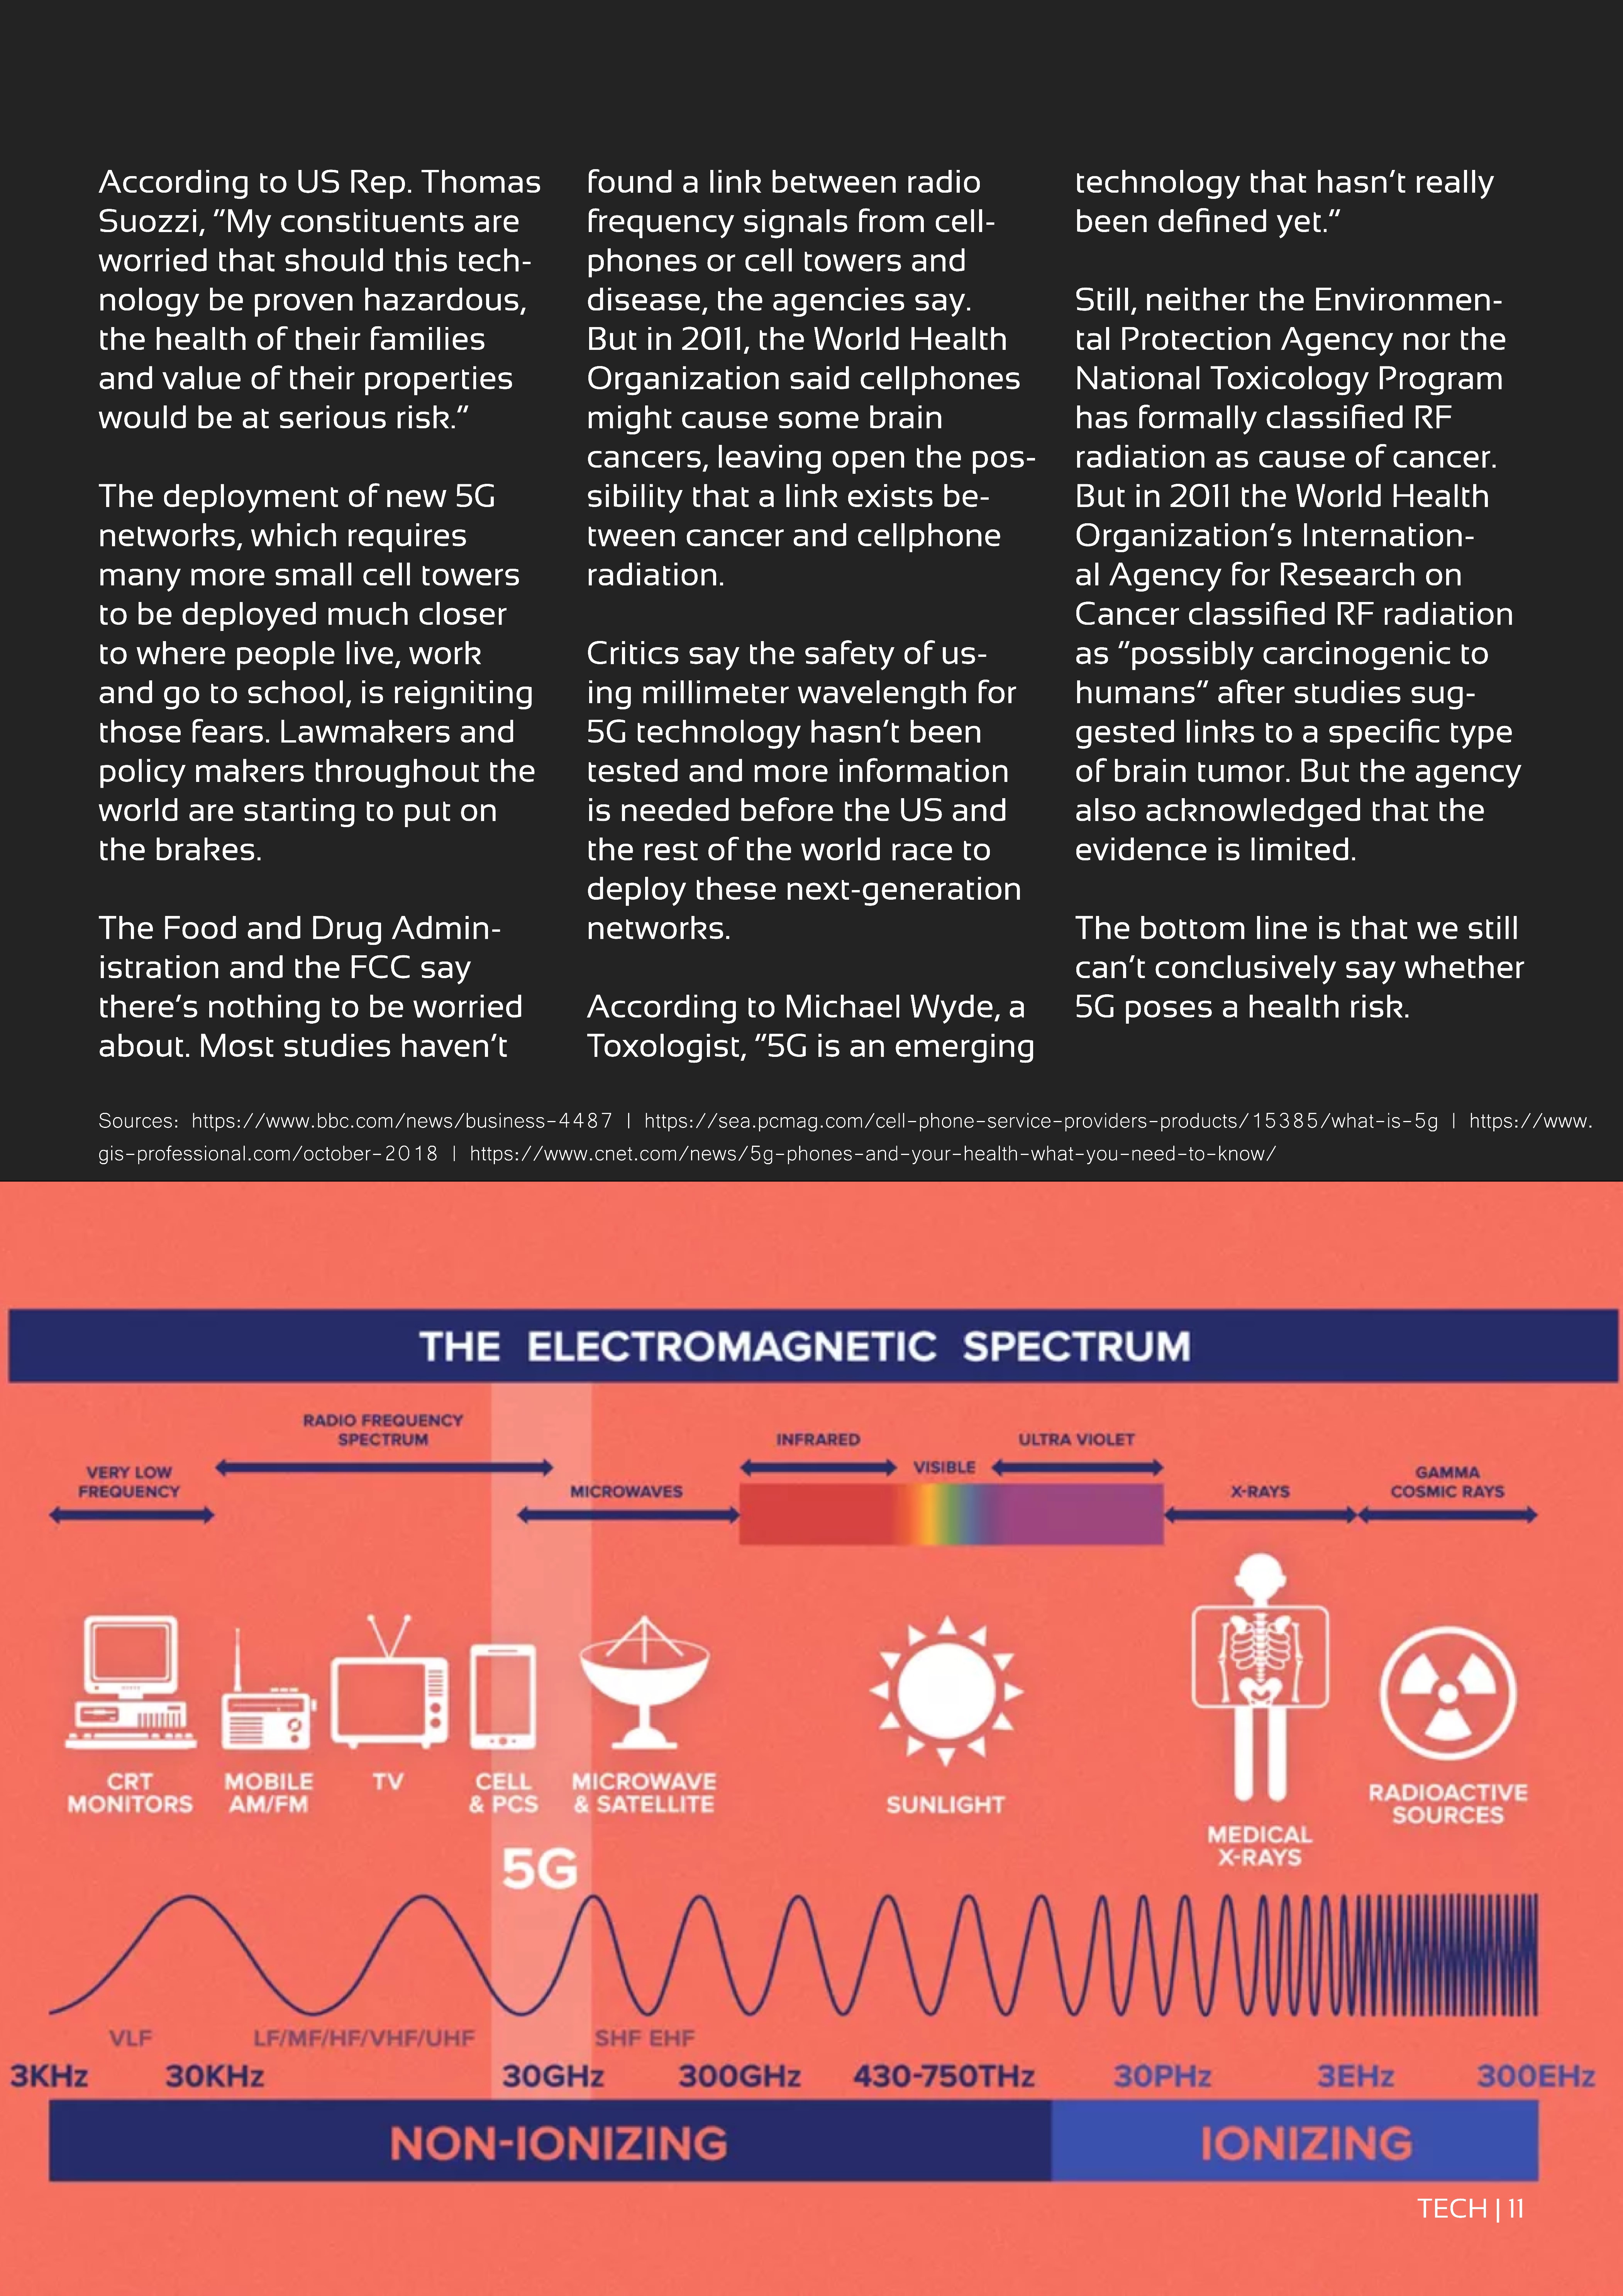 According to US Rep. Thomas
Suozzi, "My constituents are
worried that should this tech-
nology be proven hazardous,
the health of their families
and value of their properties
would be at serious risk."
The deployment of new 5G
networks, which requires
many more small cell towers
to be deployed much closer
to where people live, work
and go to school, is reigniting
those fears. Lawmakers and
policy makers throughout the
world are starting to put on
the brakes.
The Food and Drug Admin-
istration and the FCC say
there's nothing to be worried
about. Most studies haven't
found a link between radio
frequency signals from cell-
phones or cell towers and
disease, the agencies say.
But in 2011, the World Health
Organization said cellphones
might cause some brain
cancers, leaving open the pos-
sibility that a link exists be-
tween cancer and cellphone
radiation.
Critics say the safety of us-
ing millimeter wavelength for
5G technology hasn't been
tested and more information
is needed before the US and
the rest of the world race to
deploy these next-generation
networks.
According to Michael Wyde, a
Toxologist, "5G is an emerging
technology that hasn't really
been defined yet."
Still, neither the Environmen-
tal Protection Agency nor the
National Toxicology Program
has formally classified RF
radiation as cause of cancer.
But in 2011 the World Health
Organization's Internation-
al Agency for Research on
Cancer classified RF radiation
as "possibly carcinogenic to
humans" after studies sug-
gested links to a specific type
of brain tumor. But the agency
also acknowledged that the
evidence is limited.
The bottom line is that we still
can't conclusively say whether
5G poses a health risk.
Sources: https://www.bbc.com/news/business-4487 | https://sea.pcmag.com/cell-phone-service-providers-products/15385/what-is-5g | https://www.
gis-professional.com/october-2018 | https://www.cnet.com/news/5g-phones-and-your-health-what-you-need-to-know/
THE ELECTROMAGNETIC SPECTRUM
VERY LOW
FREQUENCY
RADIO FREQUENCY
SPECTRUM
MICROWAVES
INFRARED
VISIBLE
ULTRA VIOLET
X-RAYS
GAMMA
COSMIC RAYS
CRT
MONITORS
MOBILE
AM/FM
TV
CELL
& PCS
MICROWAVE
& SATELLITE
SUNLIGHT
MEDICAL
X-RAYS
RADIOACTIVE
SOURCES
5G
VLF
LF/MF/HF/VHF/UHF
SHF EHF
3KHz
30KHz
30GHz
300GHz
430-750THz
30PHz
3EHz
300EHz
NON-IONIZING
IONIZING
TECH | 11